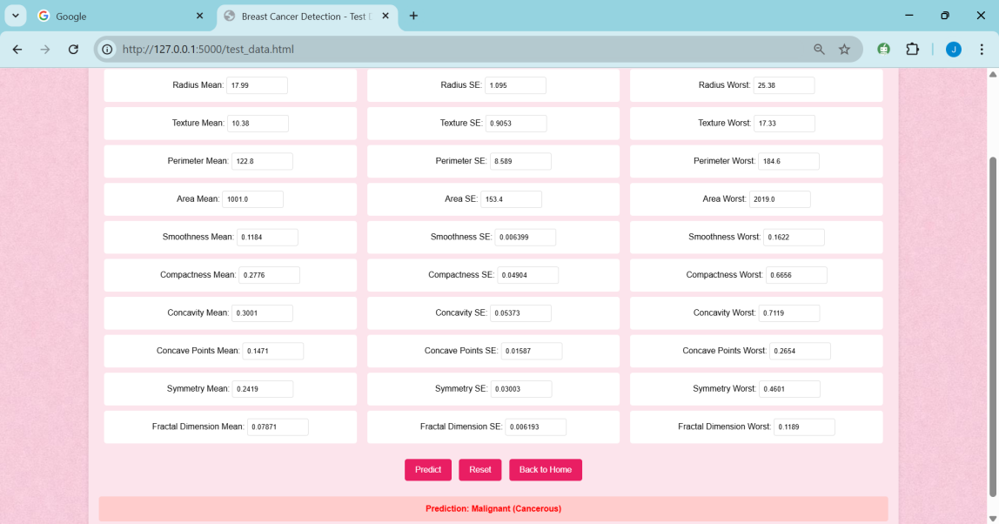 Google
Breast Cancer Detection - Test D
http://127.0.0.1:5000/test_data.html
J
Radius Mean: 17.99 Radius SE: 1.095 Radius Worst: 25.38
Texture Mean: 10.38 Texture SE: 0.9053 Texture Worst: 17.33
Perimeter Mean: 122.8 Perimeter SE: 8.589 Perimeter Worst: 184.6
Area Mean: 1001.0 Area SE: 153.4 Area Worst: 2019.0
Smoothness Mean: 0.1184 Smoothness SE: 0.006399 Smoothness Worst: 0.1622
Compactness Mean: 0.2776 Compactness SE: 0.04904 Compactness Worst: 0.6656
Concavity Mean: 0.3001 Concavity SE: 0.05373 Concavity Worst: 0.7119
Concave Points Mean: 0.1471 Concave Points SE: 0.01587 Concave Points Worst: 0.2654
Symmetry Mean: 0.2419 Symmetry SE: 0.03003 Symmetry Worst: 0.4601
Fractal Dimension Mean: 0.07871 Fractal Dimension SE: 0.006193 Fractal Dimension Worst: 0.1189
Predict Reset Back to Home
Prediction: Malignant (Cancerous)